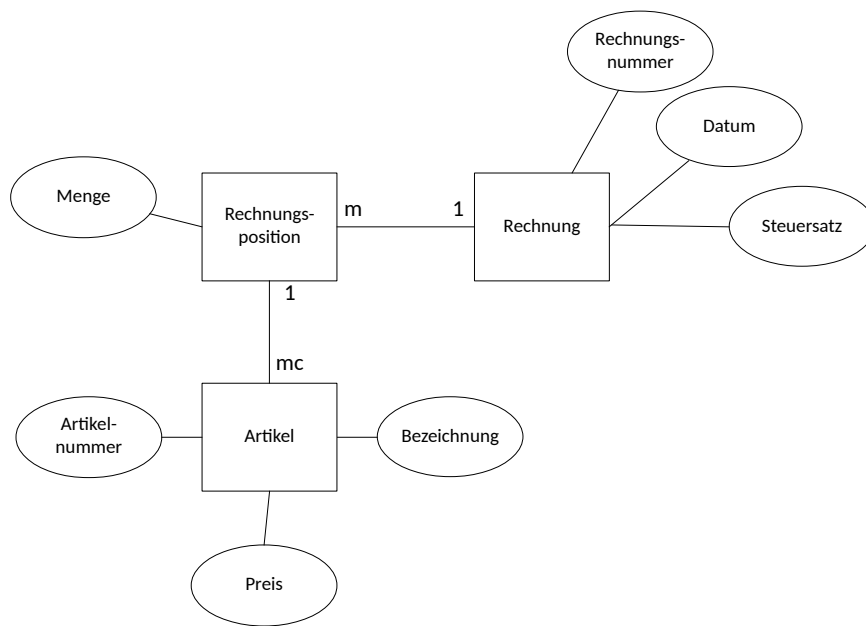 Rechnungs-
nummer
Datum
Menge
Rechnungs-
position
m
1
Rechnung
Steuersatz
1
mc
Artikel-
nummer
Artikel
Bezeichnung
Preis